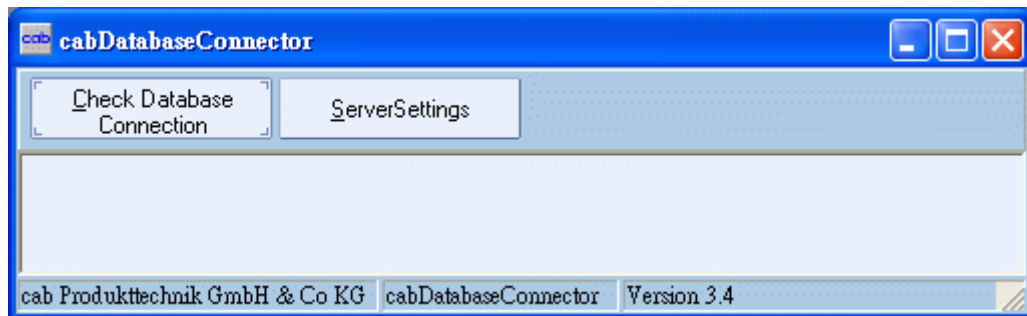 cab cabDatabaseConnector
Check Database
Connection
ServerSettings
cab Produkttechnik GmbH & Co KG cabDatabaseConnector Version 3.4